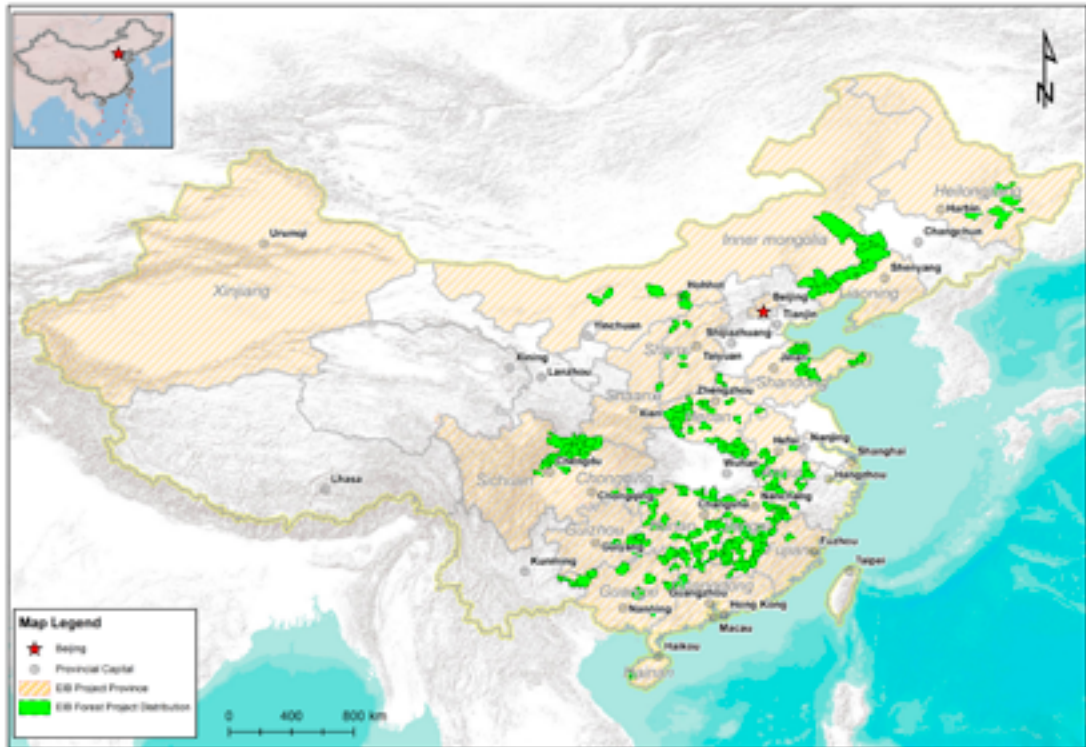 N
Heilongjiang
Harbin
Changchun
Urumqi
Inner mongolia
Shenyang
Liaoning
Xinjiang
Hohhot
Beijing
Tianjin
Yinchuan
Shijiazhuang
Taiyuan
Xining
Lanzhou
Jinan
Shandong
Zhengzhou
Shaanxi
Xian
Nanjing
Hefei
Shanghai
Wuhan
Hangzhou
Chengdu
Sichuan
Chongqing
Chongqing
Lhasa
Nanchang
Changsha
Guizhou
Guiyang
Fuzhou
Kunming
Taipei
Guangzhou
Nanning
Hong Kong
Macau
Haikou
Hainan
Map Legend
Beijing
Provincial Capital
EIB Project Province
EIB Forest Project Distribution
0 400 800 km